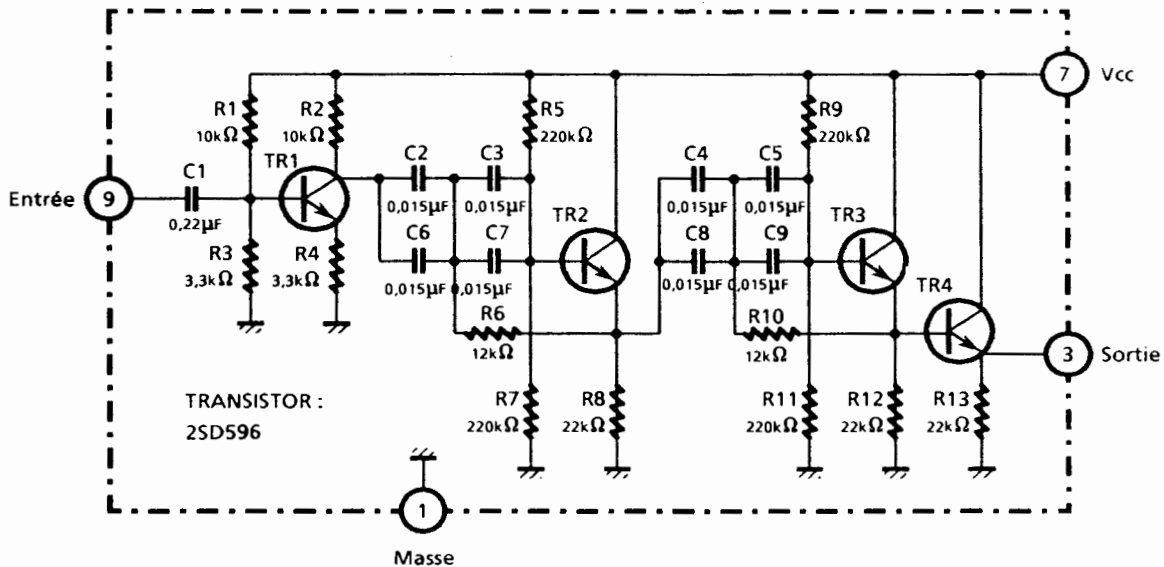 7
Vcc
R1
10kΩ
R2
10kΩ
R5
220kΩ
R9
220kΩ
TR1
C2
0,015µF
C3
0,015µF
C4
0,015µF
C5
0,015µF
Entrée
9
C1
0,22µF
TR2
TR3
R3
3,3kΩ
R4
3,3kΩ
C6
0,015µF
C7
0,015µF
C8
0,015µF
C9
0,015µF
TR4
R6
12kΩ
R10
12kΩ
3
Sortie
TRANSISTOR :
2SD596
R7
220kΩ
R8
22kΩ
R11
220kΩ
R12
22kΩ
R13
22kΩ
1
Masse